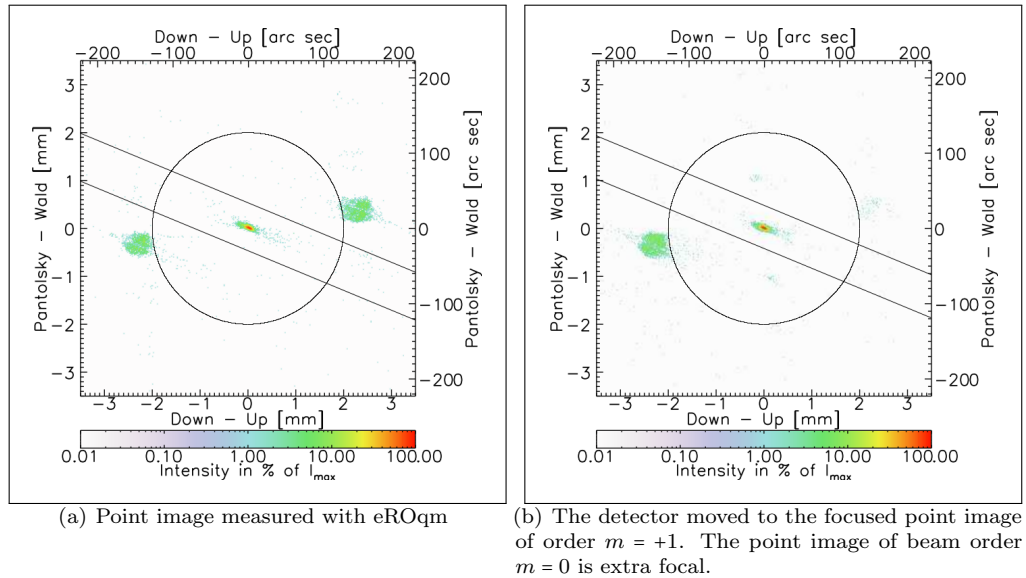 Down - Up [arc sec]
-200 -100 0 100 200
3 2 1 0 -1 -2 -3
Pantolsky - Wald [mm]
200 100 0 -100 -200
Pantolsky - Wald [arc sec]
-3 -2 -1 0 1 2 3
Down - Up [mm]
0.01 0.10 1.00 10.00 100.00
Intensity in % of Imax
(a) Point image measured with eROqm
Down - Up [arc sec]
-200 -100 0 100 200
3 2 1 0 -1 -2 -3
Pantolsky - Wald [mm]
200 100 0 -100 -200
Pantolsky - Wald [arc sec]
-3 -2 -1 0 1 2 3
Down - Up [mm]
0.01 0.10 1.00 10.00 100.00
Intensity in % of Imax
(b) The detector moved to the focused point image
of order m = +1. The point image of beam order
m = 0 is extra focal.